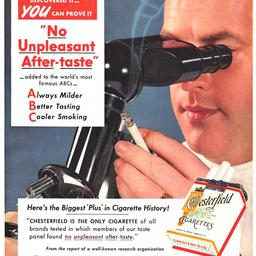 DISCOVERED IT...
YOU CAN PROVE IT
"No
Unpleasant
After-taste"
...added to the world's most
famous ABCs—
Always Milder
Better Tasting
Cooler Smoking
Here's the Biggest 'Plus' in Cigarette History!
"CHESTERFIELD IS THE ONLY CIGARETTE of all
brands tested in which members of our taste
panel found no unpleasant after-taste."
From the report of a well-known research organization
Chesterfield
CIGARETTES
CHESTERFIELD